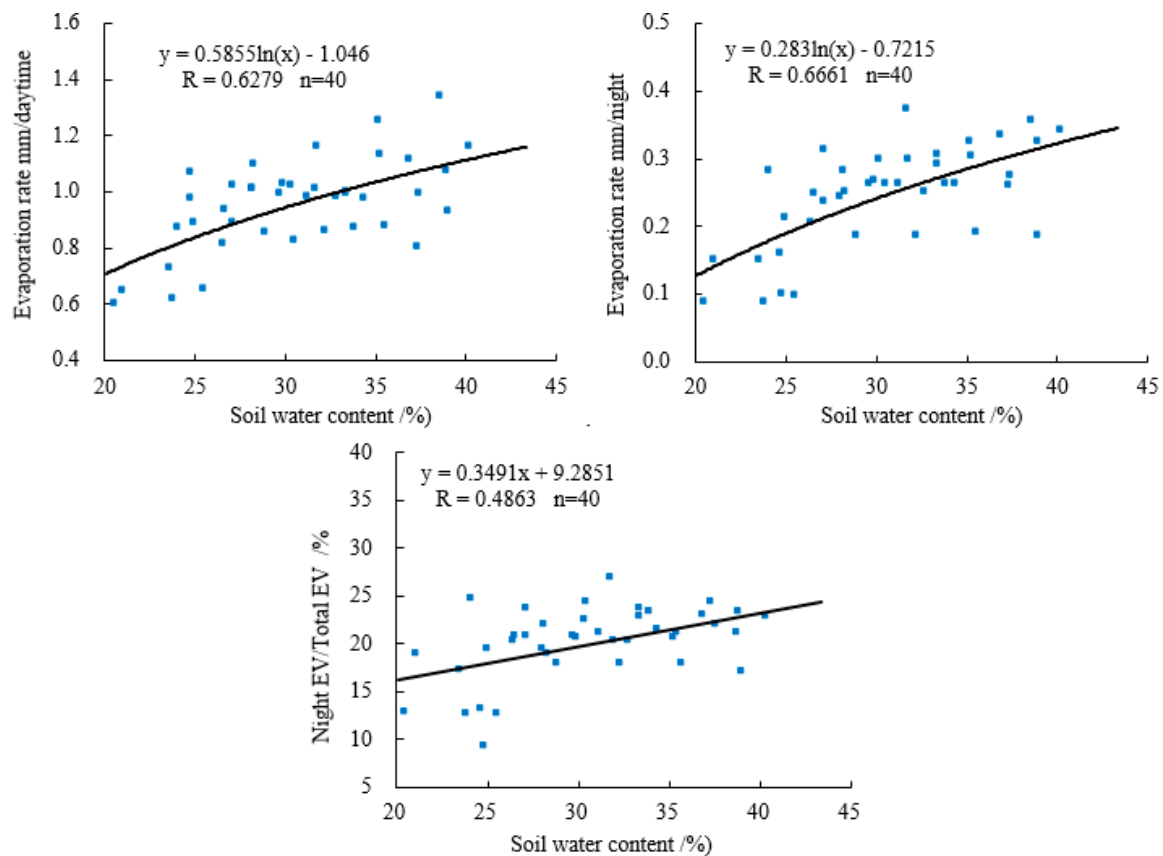 y = 0.5855ln(x) - 1.046
R = 0.6279 n=40
Evaporation rate mm/daytime
1.6
1.4
1.2
1.0
0.8
0.6
0.4
20 25 30 35 40 45
Soil water content /%)
y = 0.283ln(x) - 0.7215
R = 0.6661 n=40
Evaporation rate mm/night
0.5
0.4
0.3
0.2
0.1
0.0
20 25 30 35 40 45
Soil water content /%)
y = 0.3491x + 9.2851
R = 0.4863 n=40
Night EV/Total EV /%
40
35
30
25
20
15
10
5
20 25 30 35 40 45
Soil water content /%)